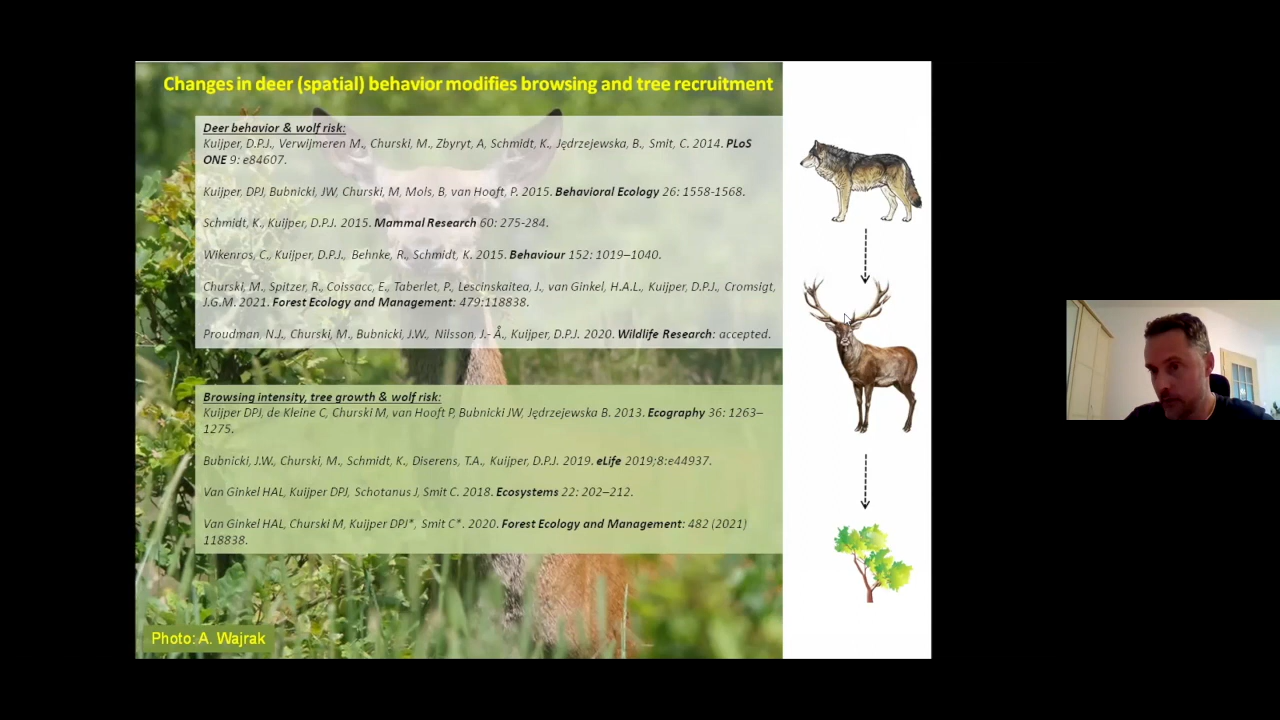 Changes in deer (spatial) behavior modifies browsing and tree recruitment
Deer behavior & wolf risk:
Kuijper, D.P.J., Verwijmeren M., Churski, M., Zbyryt, A, Schmidt, K., Jędrzejewska, B., Smit, C. 2014. PLoS
ONE 9: e84607.
Kuijper, DPJ, Bubnicki, JW, Churski, M, Mols, B, van Hooft, P. 2015. Behavioral Ecology 26: 1558-1568.
Schmidt, K., Kuijper, D.P.J. 2015. Mammal Research 60: 275-284.
Wikenros, C., Kuijper, D.P.J., Behnke, R., Schmidt, K. 2015. Behaviour 152: 1019–1040.
Churski, M., Spitzer, R., Coissacc, E., Taberlet, P., Lescinskaitea, J., van Ginkel, H.A.L., Kuijper, D.P.J., Cromsigt,
J.G.M. 2021. Forest Ecology and Management: 479:118838.
Proudman, N.J., Churski, M., Bubnicki, J.W., Nilsson, J.- Å., Kuijper, D.P.J. 2020. Wildlife Research: accepted.
Browsing intensity, tree growth & wolf risk:
Kuijper DPJ, de Kleine C, Churski M, van Hooft P, Bubnicki JW, Jędrzejewska B. 2013. Ecography 36: 1263–
1275.
Bubnicki, J.W., Churski, M., Schmidt, K., Diserens, T.A., Kuijper, D.P.J. 2019. eLife 2019;8:e44937.
Van Ginkel HAL, Kuijper DPJ, Schotanus J, Smit C. 2018. Ecosystems 22: 202–212.
Van Ginkel HAL, Churski M, Kuijper DPJ*, Smit C*. 2020. Forest Ecology and Management: 482 (2021)
118838.
Photo: A. Wajrak